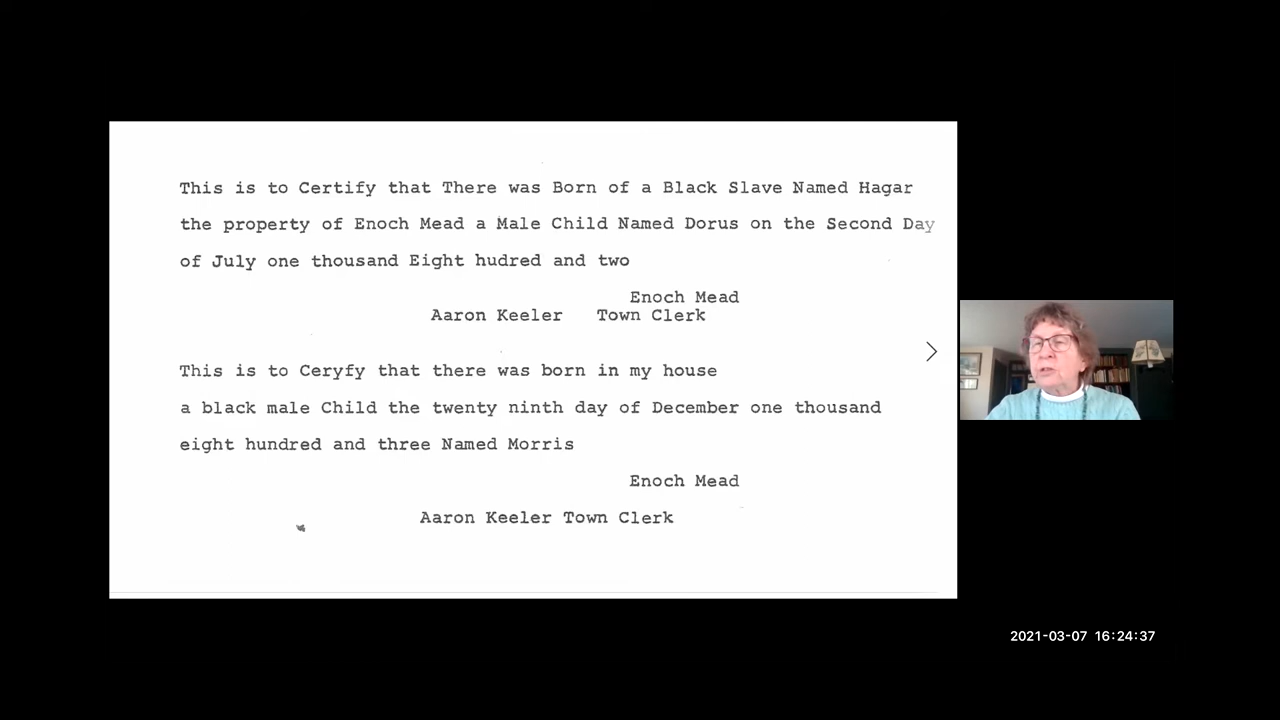 This is to Certify that There was Born of a Black Slave Named Hagar
the property of Enoch Mead a Male Child Named Dorus on the Second Day
of July one thousand Eight hudred and two
Enoch Mead
Aaron Keeler Town Clerk
This is to Ceryfy that there was born in my house
a black male Child the twenty ninth day of December one thousand
eight hundred and three Named Morris
Enoch Mead
Aaron Keeler Town Clerk
2021-03-07 16:24:37